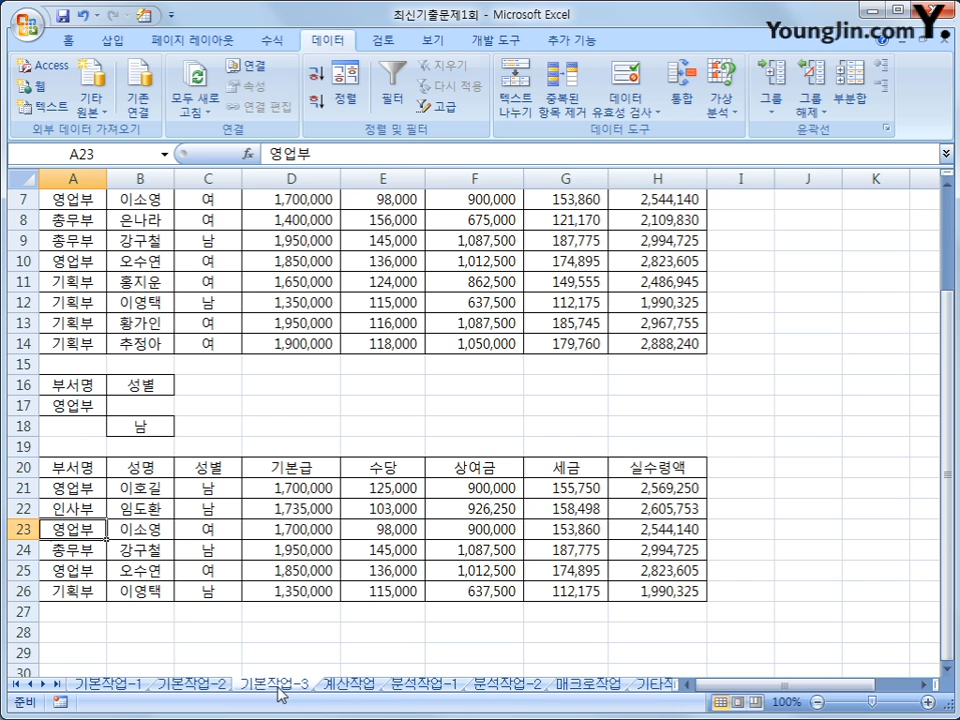 최신기출문제1회 - Microsoft Excel
YoungJin.com Y.
홈 삽입 페이지 레이아웃 수식 데이터 검토 보기 개발 도구 추가 기능
Access
웹
텍스트
기타 원본
기존 연결
모두 새로 고침
연결
속성
연결 편집
정렬
필터
지우기
다시 적용
고급
텍스트 나누기
중복된 항목 제거
데이터 유효성 검사
통합
가상 분석
그룹
그룹 해제
부분합
외부 데이터 가져오기 연결 정렬 및 필터 데이터 도구 윤곽선
A23 fx 영업부
A B C D E F G H I J K
7 영업부 이소영 여 1,700,000 98,000 900,000 153,860 2,544,140
8 총무부 은나라 여 1,400,000 156,000 675,000 121,170 2,109,830
9 총무부 강구철 남 1,950,000 145,000 1,087,500 187,775 2,994,725
10 영업부 오수연 여 1,850,000 136,000 1,012,500 174,895 2,823,605
11 기획부 홍지운 여 1,650,000 124,000 862,500 149,555 2,486,945
12 기획부 이영택 남 1,350,000 115,000 637,500 112,175 1,990,325
13 기획부 황가인 여 1,950,000 116,000 1,087,500 185,745 2,967,755
14 기획부 추정아 여 1,900,000 118,000 1,050,000 179,760 2,888,240
15
16 부서명 성별
17 영업부
18 남
19
20 부서명 성명 성별 기본급 수당 상여금 세금 실수령액
21 영업부 이호길 남 1,700,000 125,000 900,000 155,750 2,569,250
22 인사부 임도환 남 1,735,000 103,000 926,250 158,498 2,605,753
23 영업부 이소영 여 1,700,000 98,000 900,000 153,860 2,544,140
24 총무부 강구철 남 1,950,000 145,000 1,087,500 187,775 2,994,725
25 영업부 오수연 여 1,850,000 136,000 1,012,500 174,895 2,823,605
26 기획부 이영택 남 1,350,000 115,000 637,500 112,175 1,990,325
27
28
29
30
기본작업-1 기본작업-2 기본작업-3 계산작업 분석작업-1 분석작업-2 매크로작업 기타작
준비 100%